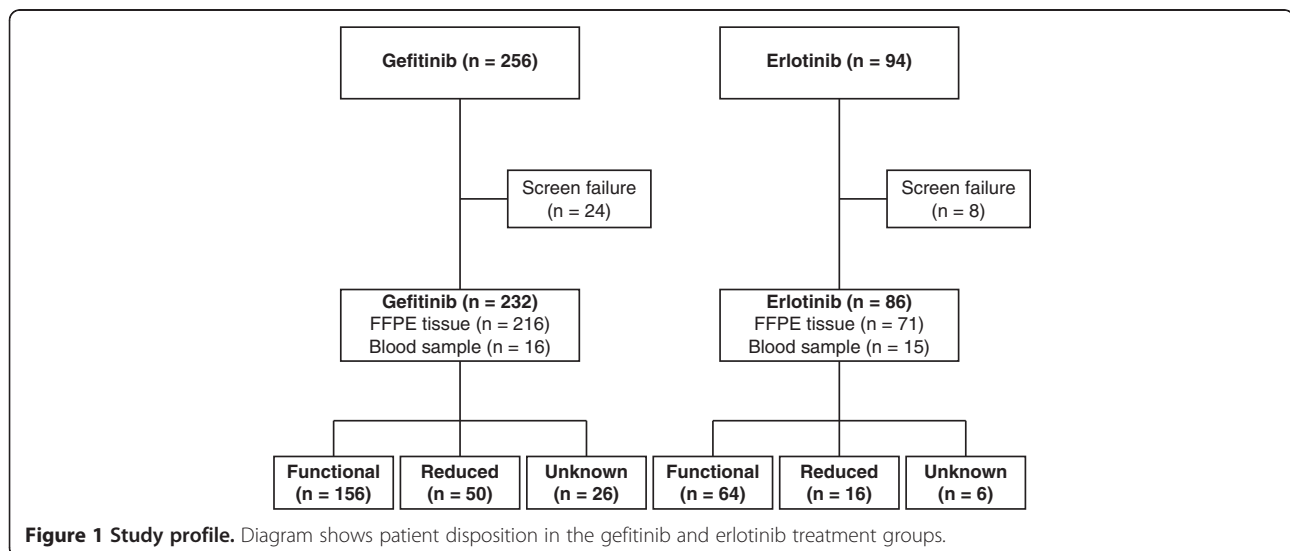 Gefitinib (n = 256)
Erlotinib (n = 94)
Screen failure
(n = 24)
Screen failure
(n = 8)
Gefitinib (n = 232)
FFPE tissue (n = 216)
Blood sample (n = 16)
Erlotinib (n = 86)
FFPE tissue (n = 71)
Blood sample (n = 15)
Functional
(n = 156)
Reduced
(n = 50)
Unknown
(n = 26)
Functional
(n = 64)
Reduced
(n = 16)
Unknown
(n = 6)
Figure 1 Study profile. Diagram shows patient disposition in the gefitinib and erlotinib treatment groups.